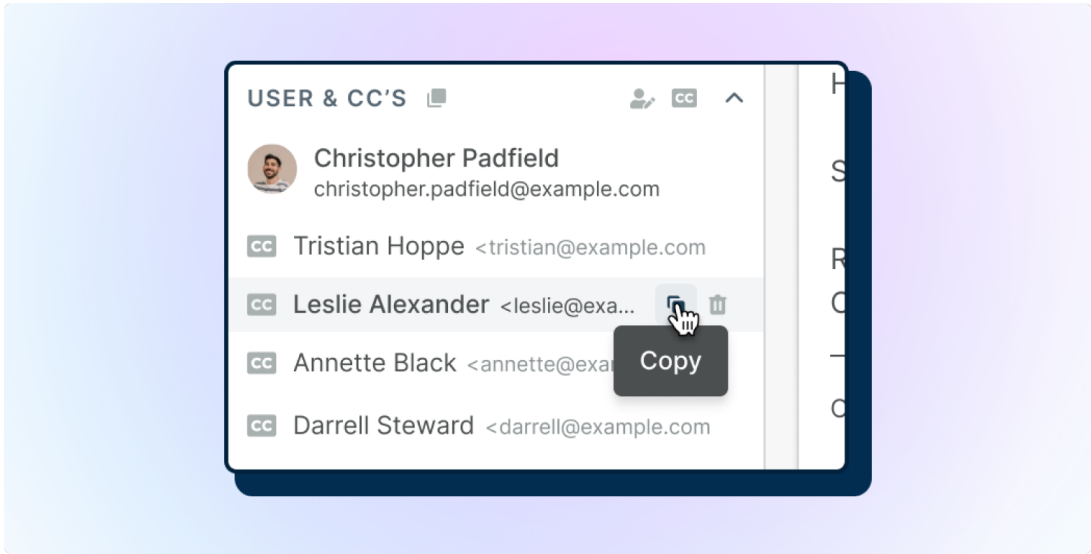 USER & CC’S CC
Christopher Padfield
christopher.padfield@example.com
CC Tristian Hoppe <tristian@example.com
CC Leslie Alexander <leslie@exa...
CC Annette Black <annette@exa
Copy
CC Darrell Steward <darrell@example.com
H
S
R
C